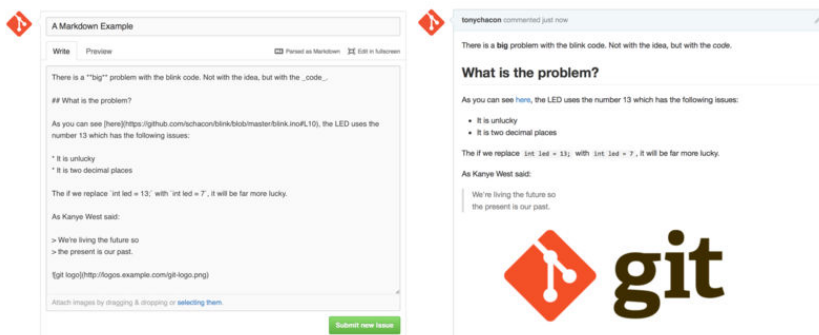 A Markdown Example
Write Preview Parsed as Markdown Edit in fullscreen
There is a **big** problem with the blink code. Not with the idea, but with the _code_.
## What is the problem?
As you can see [here](https://github.com/schacon/blink/blob/master/blink.ino#L10), the LED uses the
number 13 which has the following issues:
* It is unlucky
* It is two decimal places
The if we replace `int led = 13;` with `int led = 7`, it will be far more lucky.
As Kanye West said:
> We're living the future so
> the present is our past.
![git logo](http://logos.example.com/git-logo.png)
Attach images by dragging & dropping or selecting them.
Submit new issue
tonychacon commented just now
There is a big problem with the blink code. Not with the idea, but with the code.
What is the problem?
As you can see here, the LED uses the number 13 which has the following issues:
• It is unlucky
• It is two decimal places
The if we replace int led = 13; with int led = 7 , it will be far more lucky.
As Kanye West said:
We're living the future so
the present is our past.
git